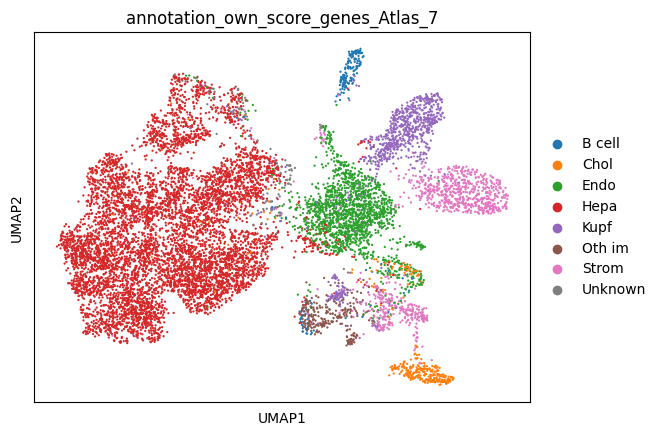 annotation_own_score_genes_Atlas_7
UMAP2
UMAP1
B cell
Chol
Endo
Hepa
Kupf
Oth im
Strom
Unknown